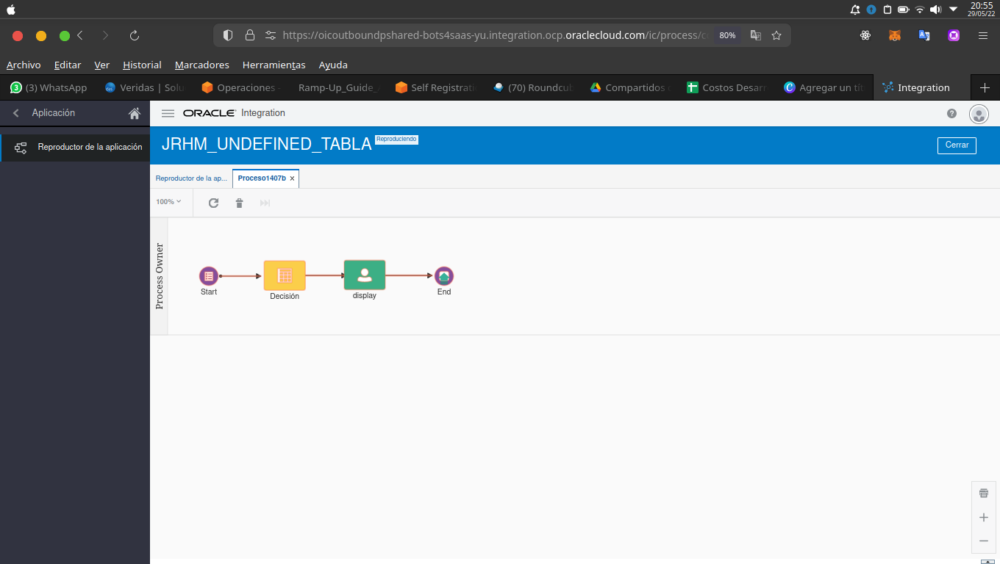 20:55
29/05/22
https://oicoutboundpshared-bots4saas-yu.integration.ocp.oraclecloud.com/ic/process/c
80%
Archivo Editar Ver Historial Marcadores Herramientas Ayuda
3 (3) WhatsApp
Veridas | Solu
Operaciones -
Ramp-Up_Guide_
Self Registrati
(70) Roundcub
Compartidos
Costos Desarr
Agregar un tít
Integration
Aplicación
ORACLE Integration
Reproductor de la aplicación
JRHM_UNDEFINED_TABLA Reproduciendo
Cerrar
Reproductor de la ap...
Proceso1407b ×
100%
Process Owner
Start
Decisión
display
End